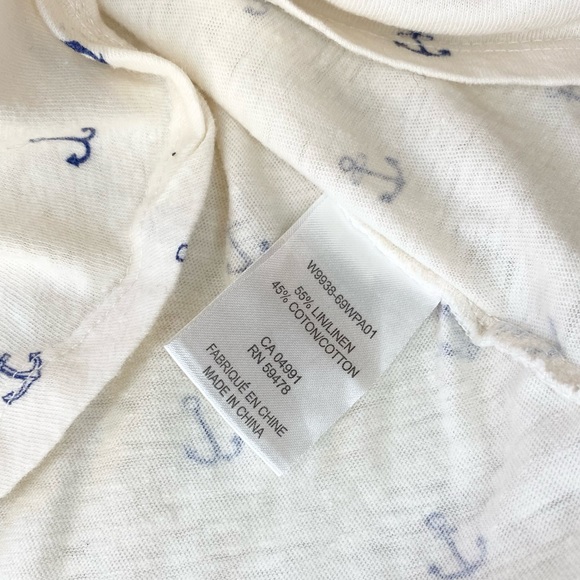 W9938-69WPA01
55% LIN/LINEN
45% COTON/COTTON
CA 04991
RN 59478
FABRIQUÉ EN CHINE
MADE IN CHINA